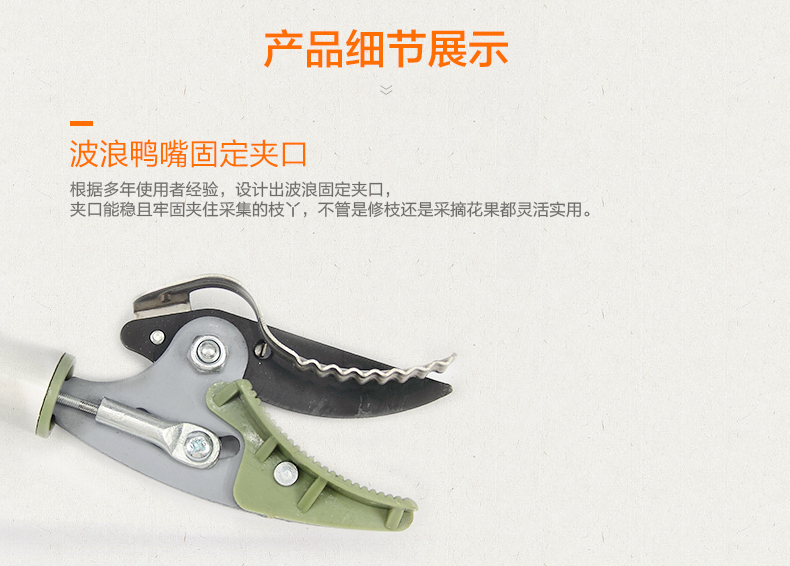 产品细节展示
波浪鸭嘴固定夹口
根据多年使用者经验，设计出波浪固定夹口，
夹口能稳且牢固夹住采集的枝丫，不管是修枝还是采摘花果都灵活实用。